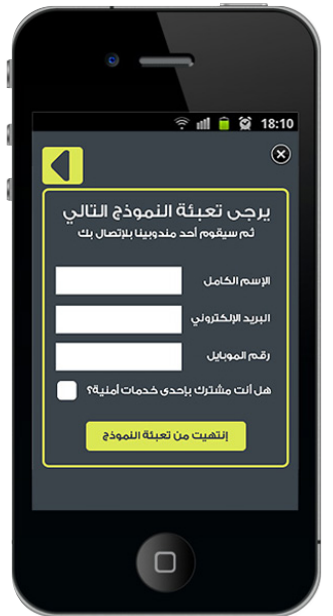 18:10
يرجى تعبئة النموذج التالي
ثم سيقوم أحد مندوبينا بالإتصال بك
الإسم الكامل
البريد الإلكتروني
رقم الموبايل
هل أنت مشترك بإحدى خدمات أمنية؟
إنتهيت من تعبئة النموذج